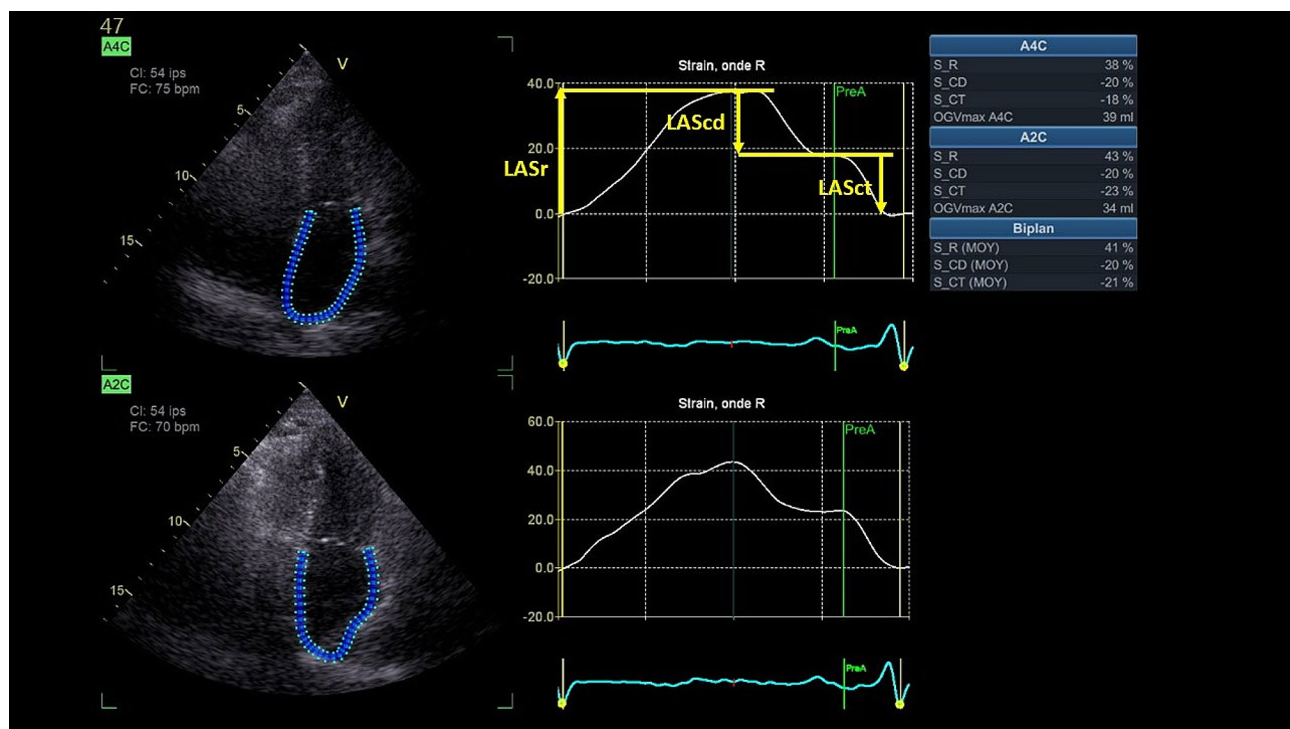 47
A4C
V
CI: 54 ips
FC: 75 bpm
5
10
15
Strain, onde R
40.0
20.0
0.0
-20.0
PreA
LASr
LAScd
LASct
PreA
A4C
S_R 38 %
S_CD -20 %
S_CT -18 %
OGVmax A4C 39 ml
A2C
S_R 43 %
S_CD -20 %
S_CT -23 %
OGVmax A2C 34 ml
Biplan
S_R (MOY) 41 %
S_CD (MOY) -20 %
S_CT (MOY) -21 %
A2C
V
CI: 54 ips
FC: 70 bpm
5
10
15
Strain, onde R
60.0
40.0
20.0
0.0
-20.0
PreA
PreA